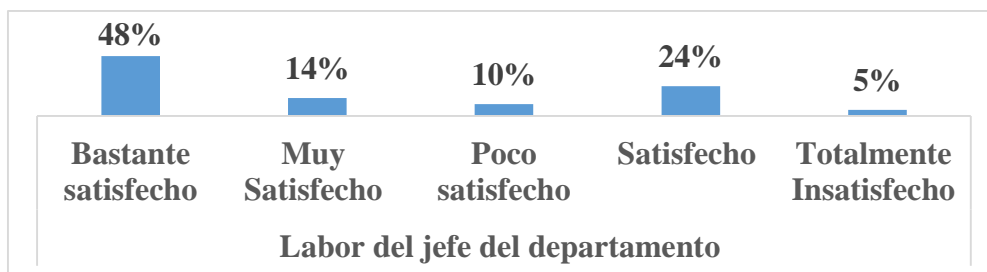 48%
14%
10%
24%
5%
Bastante
satisfecho
Muy
Satisfecho
Poco
satisfecho
Satisfecho
Totalmente
Insatisfecho
Labor del jefe del departamento